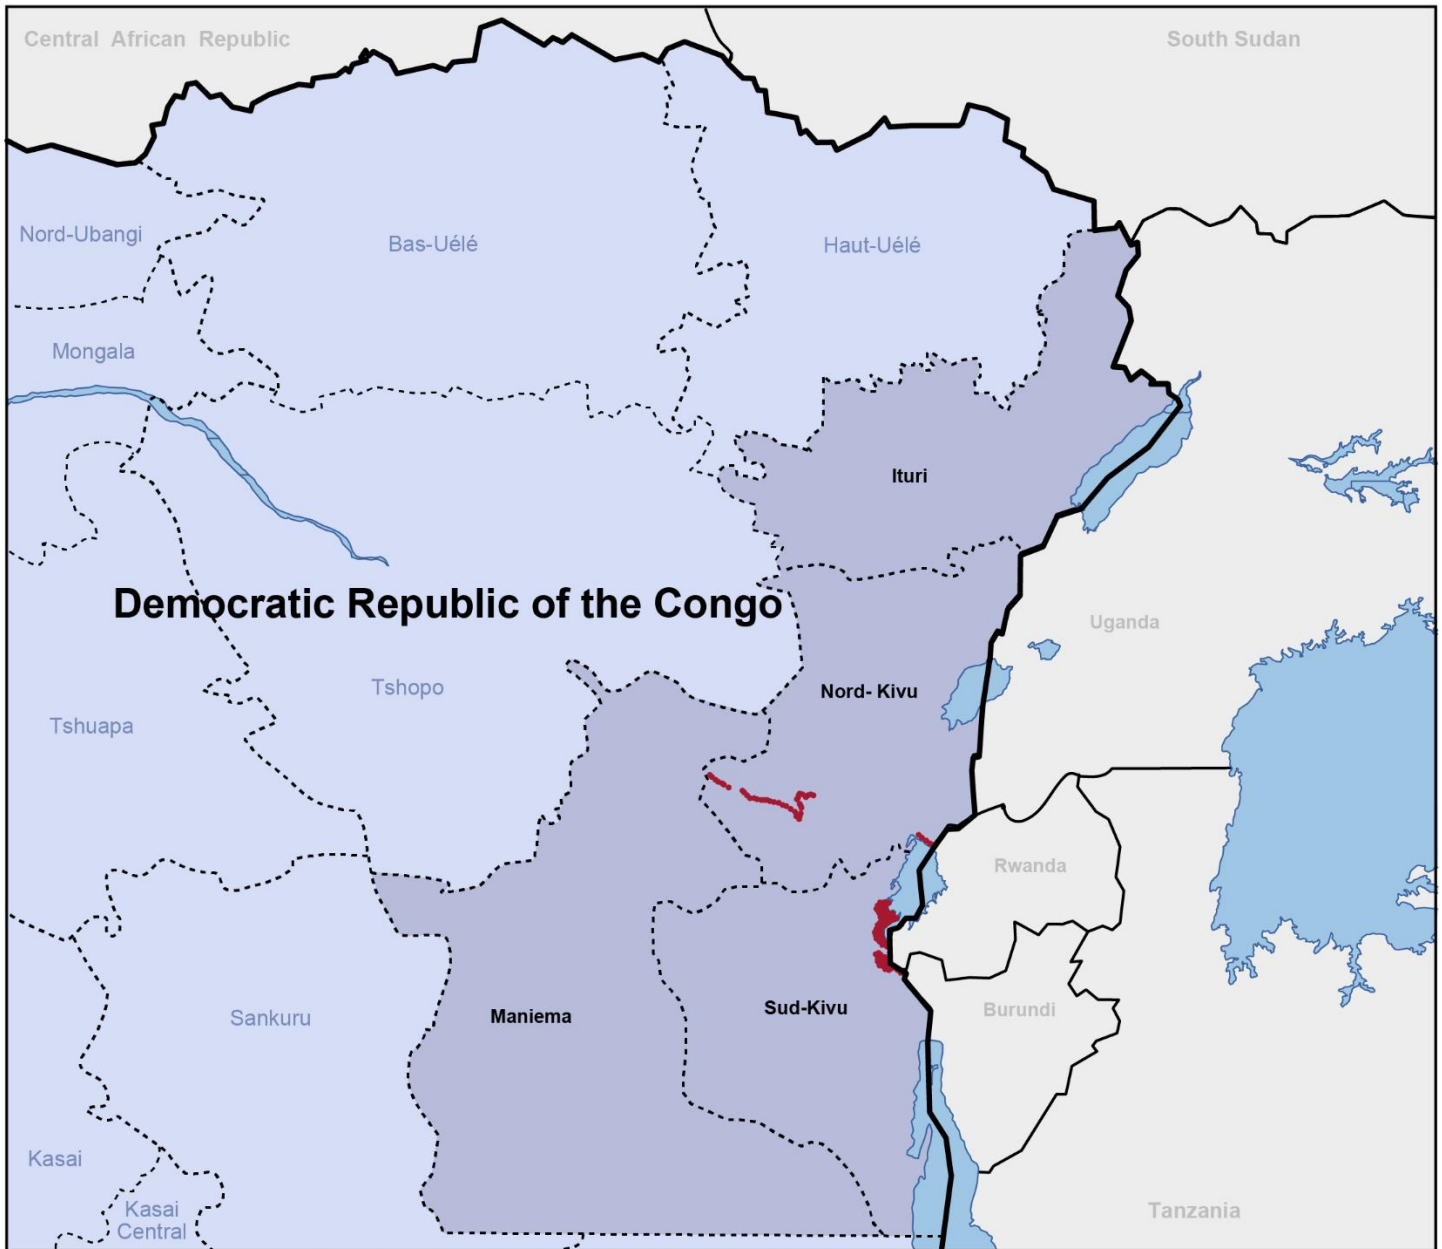 Central African Republic
South Sudan
Nord-Ubangi
Bas-Uélé
Haut-Uélé
Mongala
Ituri
Democratic Republic of the Congo
Uganda
Tshopo
Nord- Kivu
Tshuapa
Rwanda
Sankuru
Maniema
Sud-Kivu
Burundi
Kasai
Kasai
Central
Tanzania